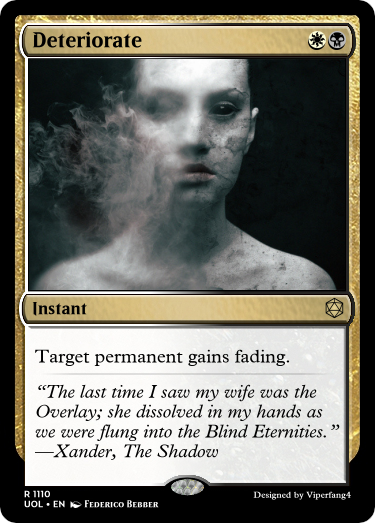 Deteriorate
Instant
Target permanent gains fading.
“The last time I saw my wife was the
Overlay; she dissolved in my hands as
we were flung into the Blind Eternities.”
—Xander, The Shadow
R 1110
UOL • EN Federico Bebber
Designed by Viperfang4